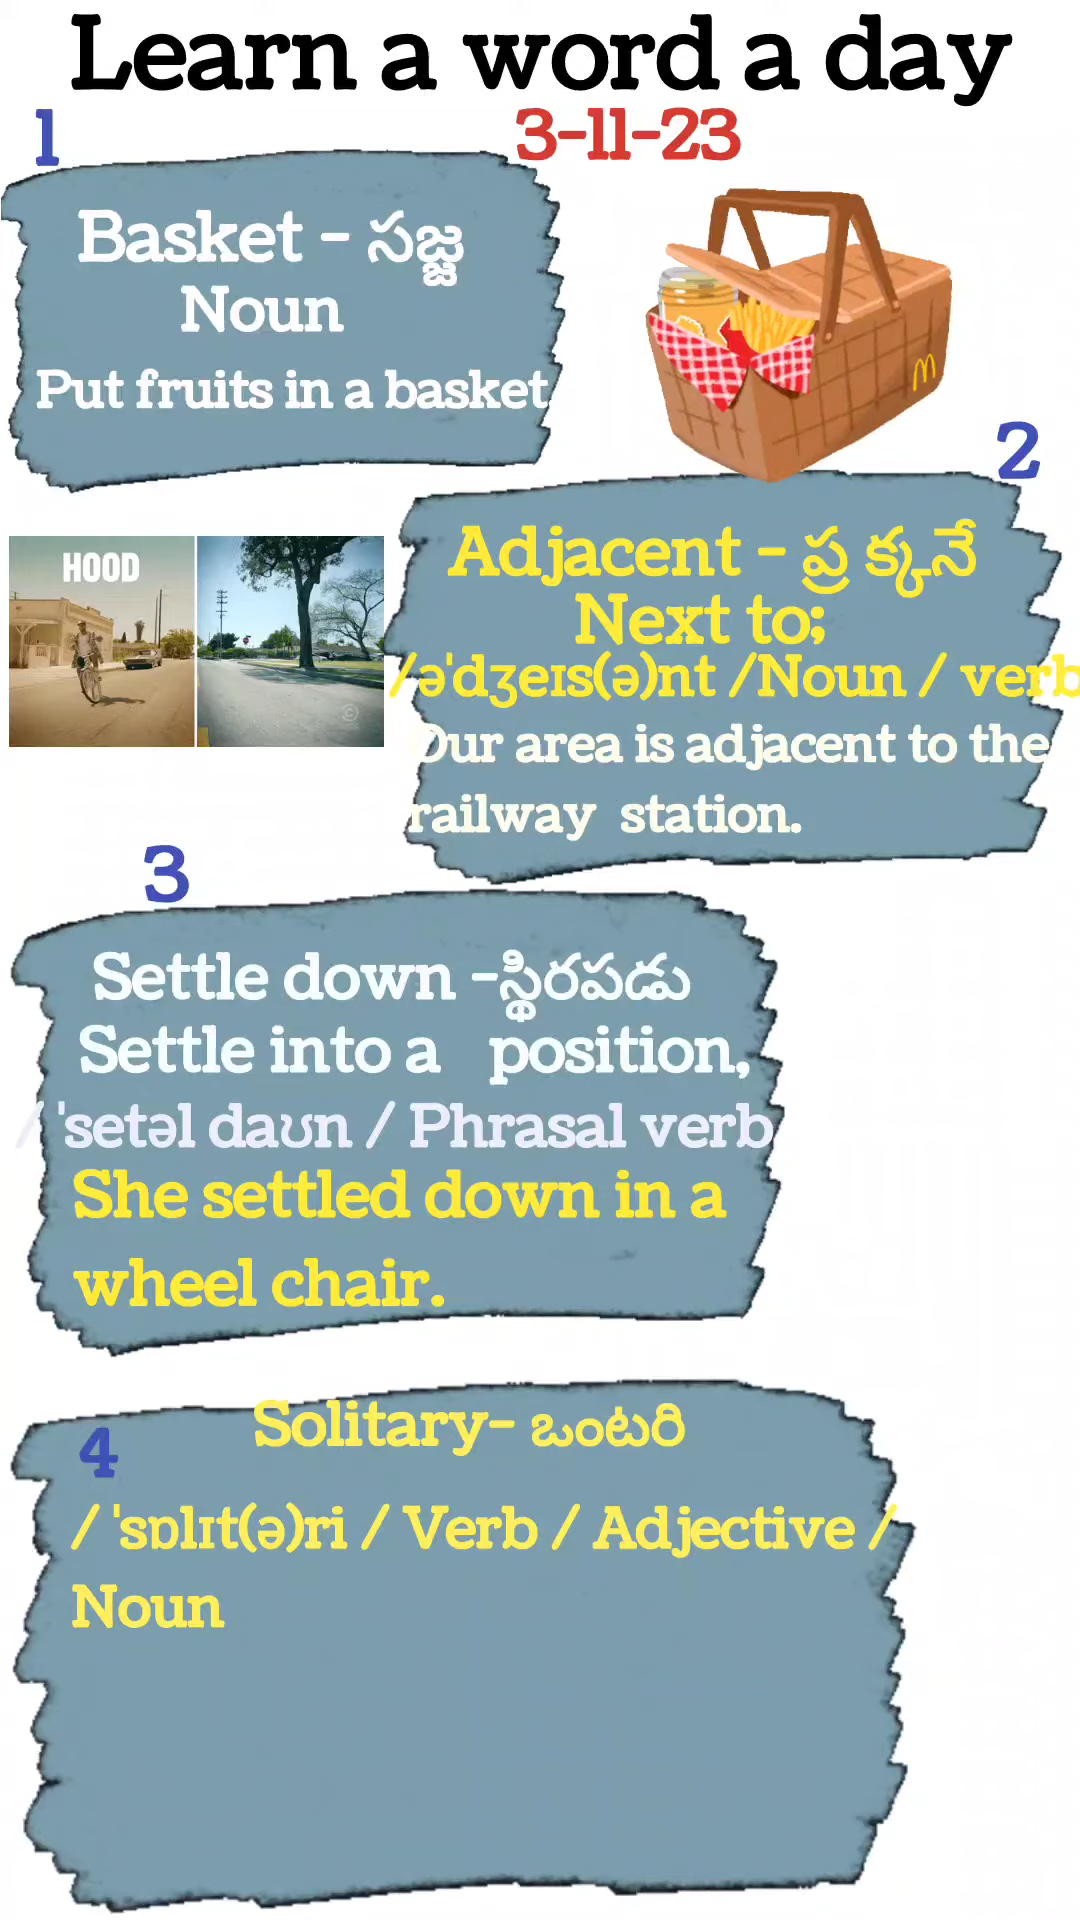 Learn a word a day
1
3-11-23
Basket - సజ్జ
Noun
Put fruits in a basket
2
HOOD
Adjacent - ప్ర క్కనే
Next to;
/ə'dʒeɪs(ə)nt /Noun / verb
Our area is adjacent to the
railway station.
3
Settle down -స్థిరపడు
Settle into a position,
/ 'setəl daʊn / Phrasal verb
She settled down in a
wheel chair.
Solitary- ఒంటరి
4
/ 'sɒlɪt(ə)ri / Verb / Adjective /
Noun